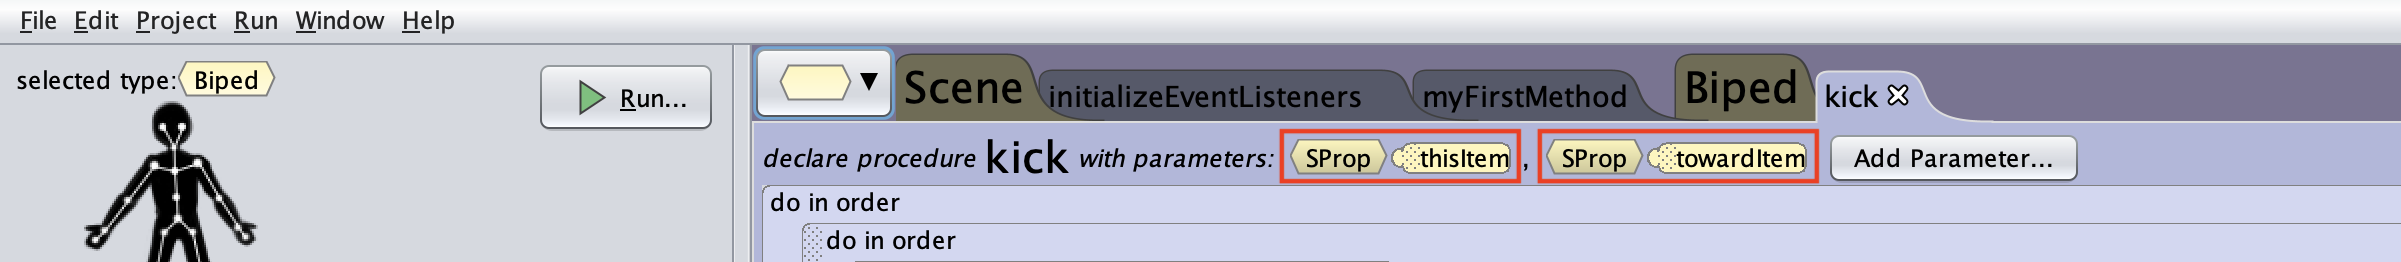 File Edit Project Run Window Help
selected type: Biped
Run...
Scene initializeEventListeners myFirstMethod Biped kick
declare procedure kick with parameters: SProp thisItem , SProp towardItem Add Parameter...
do in order
do in order